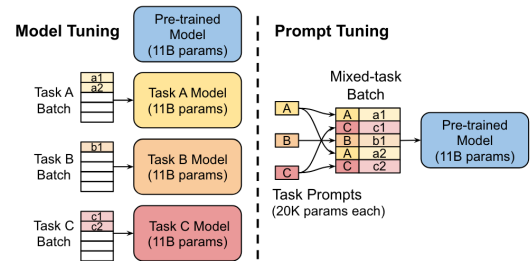 Model Tuning
Pre-trained
Model
(11B params)
Task A
Batch
a1
a2
Task A Model
(11B params)
Task B
Batch
b1
Task B Model
(11B params)
Task C
Batch
c1
c2
Task C Model
(11B params)
Prompt Tuning
Mixed-task
Batch
A
B
C
A a1
C c1
B b1
A a2
C c2
Pre-trained
Model
(11B params)
Task Prompts
(20K params each)